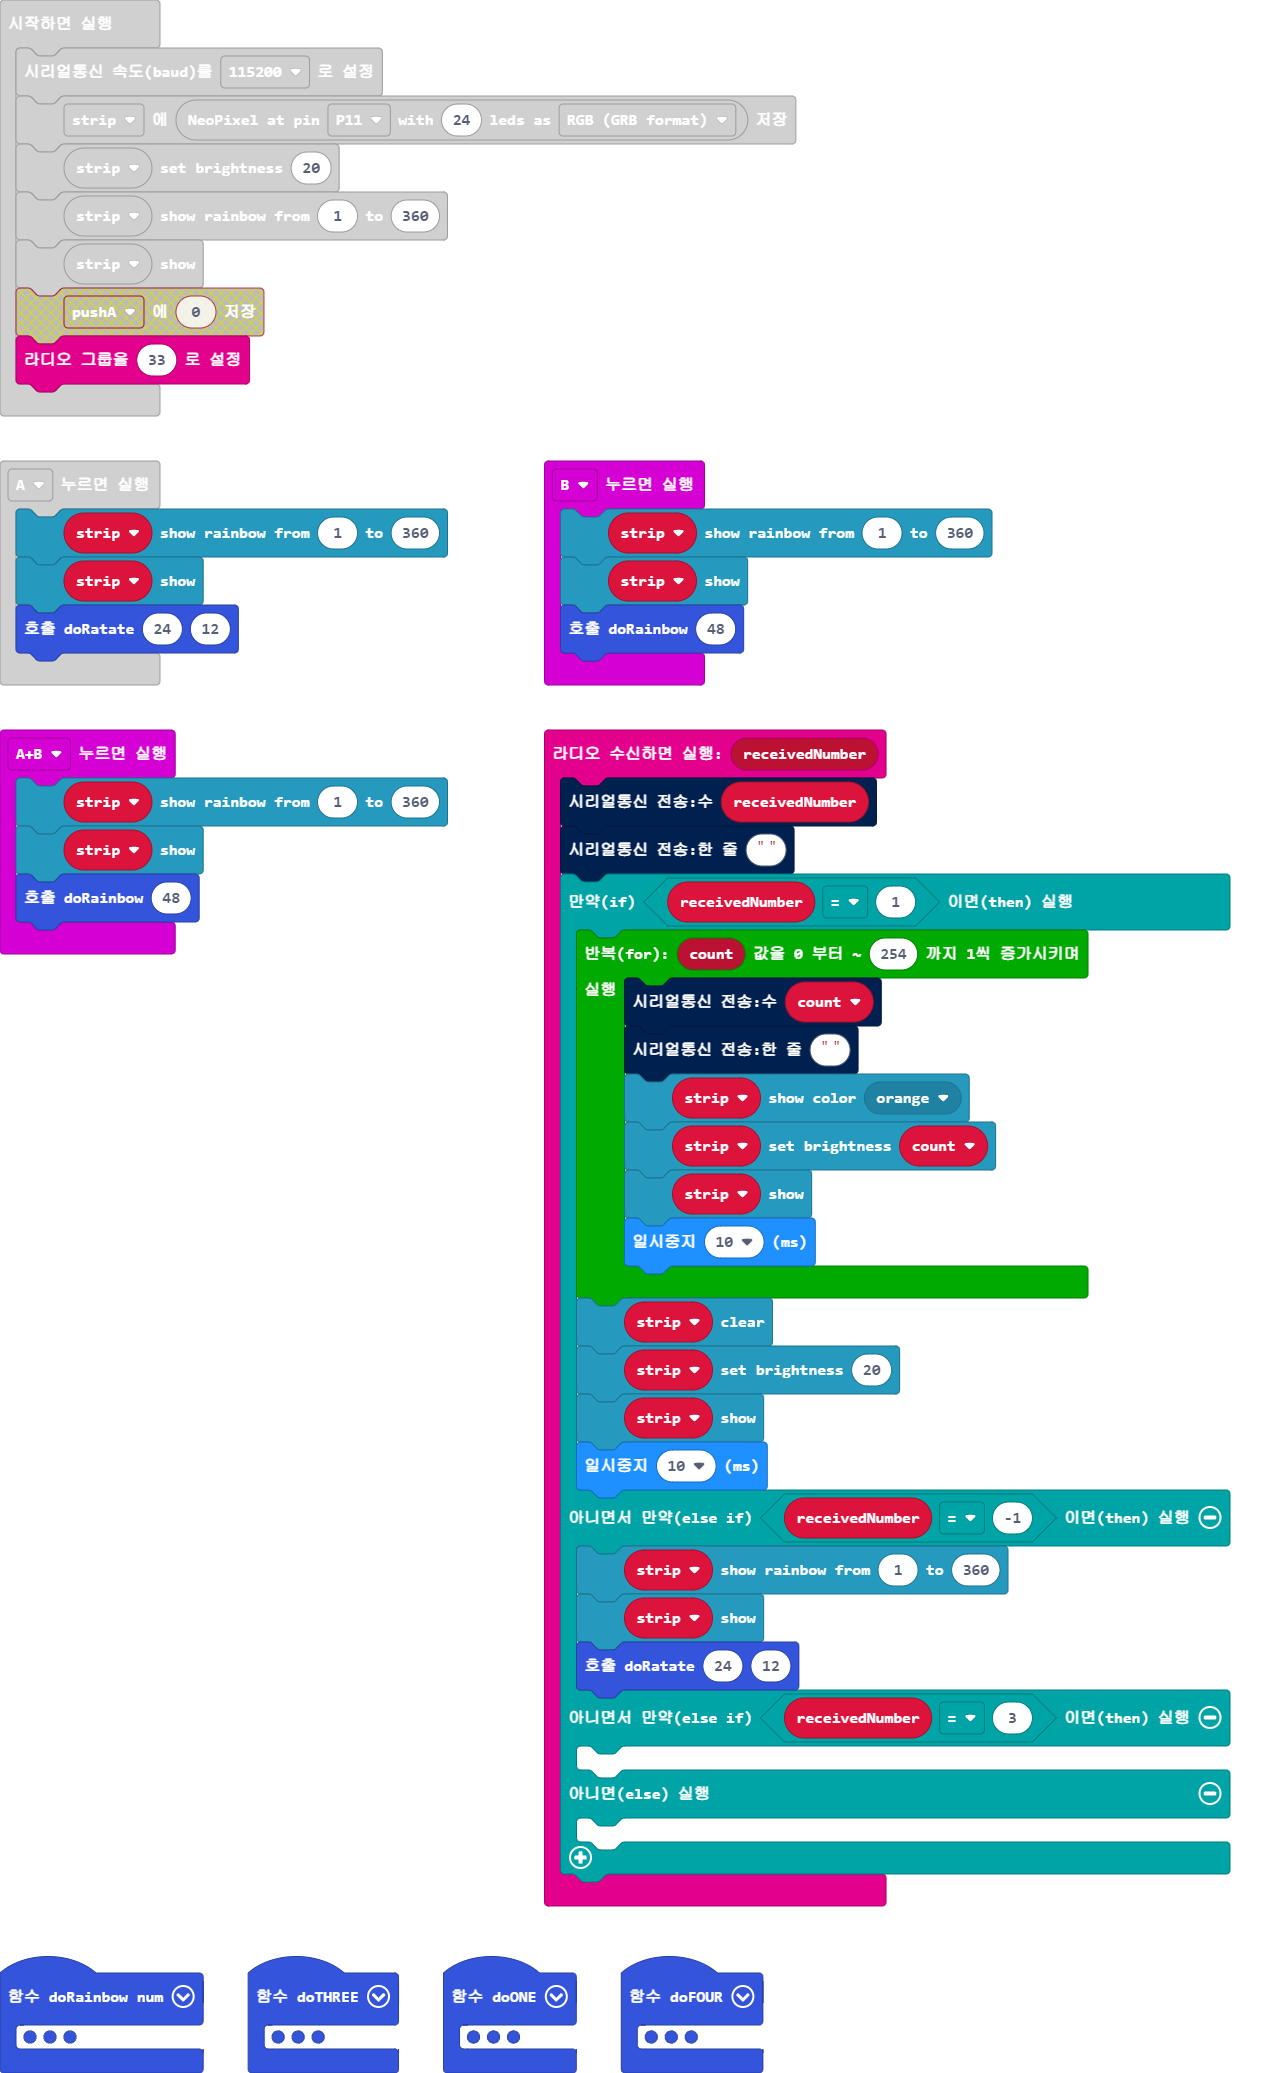 시작하면 실행
시리얼통신 속도(baud)를 115200 로 설정
strip 에 NeoPixel at pin P11 with 24 leds as RGB (GRB format) 저장
strip set brightness 20
strip show rainbow from 1 to 360
strip show
pushA 에 0 저장
라디오 그룹을 33 로 설정
A 누르면 실행
strip show rainbow from 1 to 360
strip show
호출 doRatate 24 12
B 누르면 실행
strip show rainbow from 1 to 360
strip show
호출 doRainbow 48
A+B 누르면 실행
strip show rainbow from 1 to 360
strip show
호출 doRainbow 48
라디오 수신하면 실행: receivedNumber
시리얼통신 전송:수 receivedNumber
시리얼통신 전송:한 줄 " "
만약(if) receivedNumber = 1 이면(then) 실행
반복(for): count 값을 0 부터 ~ 254 까지 1씩 증가시키며
실행
시리얼통신 전송:수 count
시리얼통신 전송:한 줄 " "
strip show color orange
strip set brightness count
strip show
일시중지 10 (ms)
strip clear
strip set brightness 20
strip show
일시중지 10 (ms)
아니면서 만약(else if) receivedNumber = -1 이면(then) 실행
strip show rainbow from 1 to 360
strip show
호출 doRatate 24 12
아니면서 만약(else if) receivedNumber = 3 이면(then) 실행
아니면(else) 실행
함수 doRainbow num
함수 doTHREE
함수 doONE
함수 doFOUR